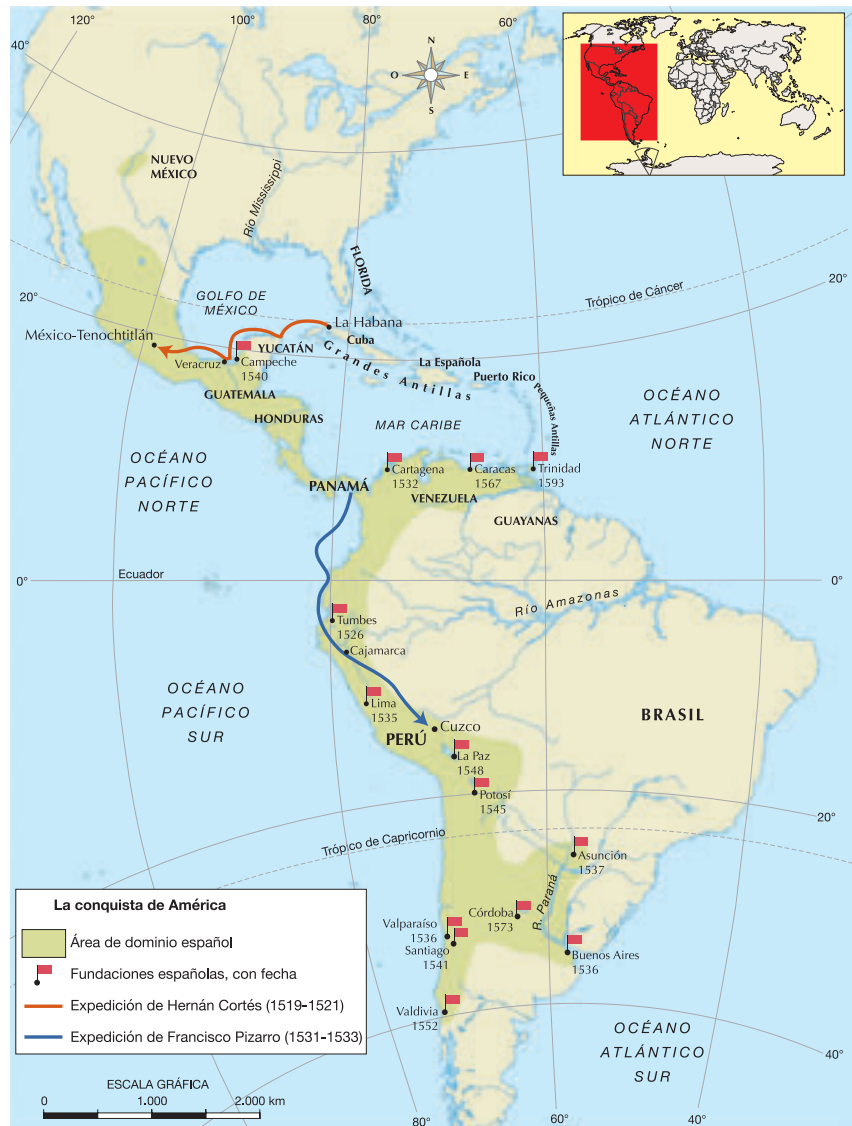 120°
100°
80°
60°
40°
N
O
E
S
NUEVO
MÉXICO
Río Mississippi
FLORIDA
20°
GOLFO DE
MÉXICO
Trópico de Cáncer
20°
México-Tenochtitlán
La Habana
Cuba
YUCATÁN
Veracruz
Campeche
1540
Grandes Antillas
La Española
Puerto Rico
Pequeñas Antillas
GUATEMALA
HONDURAS
MAR CARIBE
OCÉANO
ATLÁNTICO
NORTE
OCÉANO
PACÍFICO
NORTE
PANAMÁ
Cartagena
1532
Caracas
1567
Trinidad
1593
VENEZUELA
GUAYANAS
Ecuador
0°
0°
Río Amazonas
Tumbes
1526
Cajamarca
OCÉANO
PACÍFICO
SUR
Lima
1535
PERÚ
Cuzco
BRASIL
La Paz
1548
Potosí
1545
20°
Trópico de Capricornio
Asunción
1537
R. Paraná
Córdoba
1573
Valparaíso
1536
Santiago
1541
Buenos Aires
1536
Valdivia
1552
OCÉANO
ATLÁNTICO
SUR
40°
80°
60°
40°
La conquista de América
Área de dominio español
Fundaciones españolas, con fecha
Expedición de Hernán Cortés (1519-1521)
Expedición de Francisco Pizarro (1531-1533)
ESCALA GRÁFICA
0
1.000
2.000 km